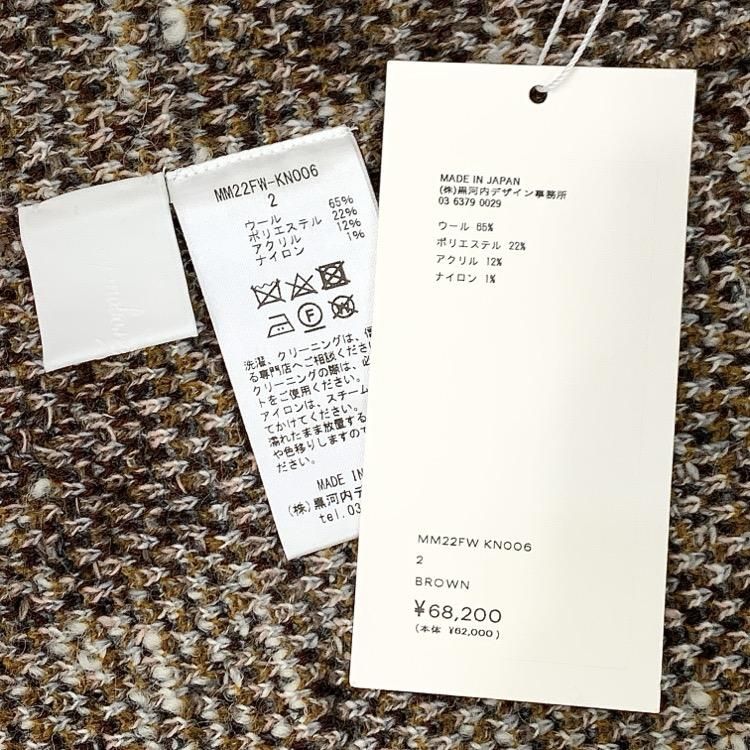 MM22FW-KN006
2
ウール 65%
ポリエステル 22%
アクリル 12%
ナイロン 1%
F
W
洗濯、クリーニングは、
る専門店へご相談くださ
クリーニングの際は、必
トをご使用ください。
アイロンは、スチーム
てかけてください。
濡れたまま放置する
や色移りしますので
ださい。
MADE IN
(株)黒河内デ
tel.03
MADE IN JAPAN
(株)黒河内デザイン事務所
03 6379 0029
ウール 65%
ポリエステル 22%
アクリル 12%
ナイロン 1%
MM22FW KN006
2
BROWN
¥68,200
(本体 ¥62,000)